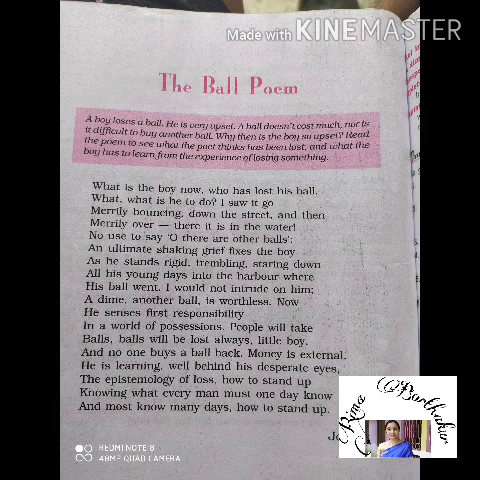 Made with KINEMASTER
The Ball Poem
A boy loses a ball. He is very upset. A ball doesn't cost much, nor is
it difficult to buy another ball. Why then is the boy so upset? Read
the poem to see what the poet thinks has been lost, and what the
boy has to learn from the experience of losing something.
What is the boy now, who has lost his ball,
What, what is he to do? I saw it go
Merrily bouncing, down the street, and then
Merrily over — there it is in the water!
No use to say 'O there are other balls':
An ultimate shaking grief fixes the boy
As he stands rigid, trembling, staring down
All his young days into the harbour where
His ball went. I would not intrude on him;
A dime, another ball, is worthless. Now
He senses first responsibility
In a world of possessions. People will take
Balls, balls will be lost always, little boy.
And no one buys a ball back. Money is external.
He is learning, well behind his desperate eyes,
The epistemology of loss, how to stand up
Knowing what every man must one day know
And most know many days, how to stand up.
Rina Borthakur
REDMI NOTE 8
48MP QUAD CAMERA